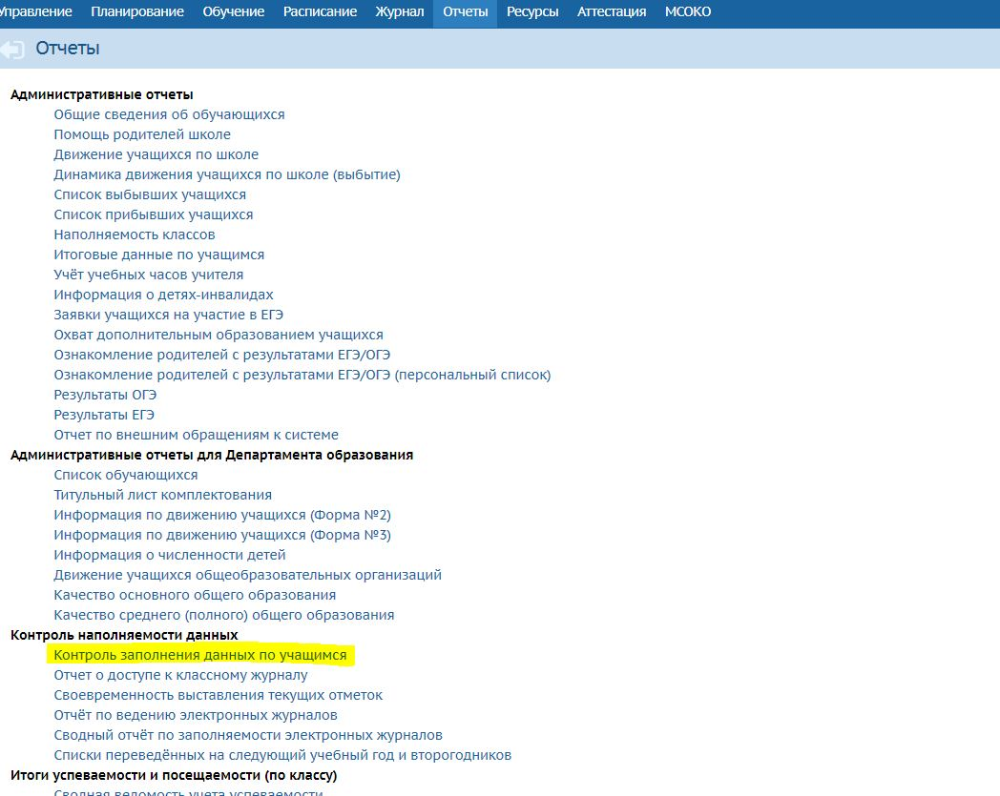 Управление Планирование Обучение Расписание Журнал Отчеты Ресурсы Аттестация МСОКО
Отчеты
Административные отчеты
Общие сведения об обучающихся
Помощь родителей школе
Движение учащихся по школе
Динамика движения учащихся по школе (выбытие)
Список выбывших учащихся
Список прибывших учащихся
Наполняемость классов
Итоговые данные по учащимся
Учёт учебных часов учителя
Информация о детях-инвалидах
Заявки учащихся на участие в ЕГЭ
Охват дополнительным образованием учащихся
Ознакомление родителей с результатами ЕГЭ/ОГЭ
Ознакомление родителей с результатами ЕГЭ/ОГЭ (персональный список)
Результаты ОГЭ
Результаты ЕГЭ
Отчет по внешним обращениям к системе
Административные отчеты для Департамента образования
Список обучающихся
Титульный лист комплектования
Информация по движению учащихся (Форма №2)
Информация по движению учащихся (Форма №3)
Информация о численности детей
Движение учащихся общеобразовательных организаций
Качество основного общего образования
Качество среднего (полного) общего образования
Контроль наполняемости данных
Контроль заполнения данных по учащимся
Отчет о доступе к классному журналу
Своевременность выставления текущих отметок
Отчёт по ведению электронных журналов
Сводный отчёт по заполняемости электронных журналов
Списки переведённых на следующий учебный год и второгодников
Итоги успеваемости и посещаемости (по классу)
Сводная ведомость учета успеваемости